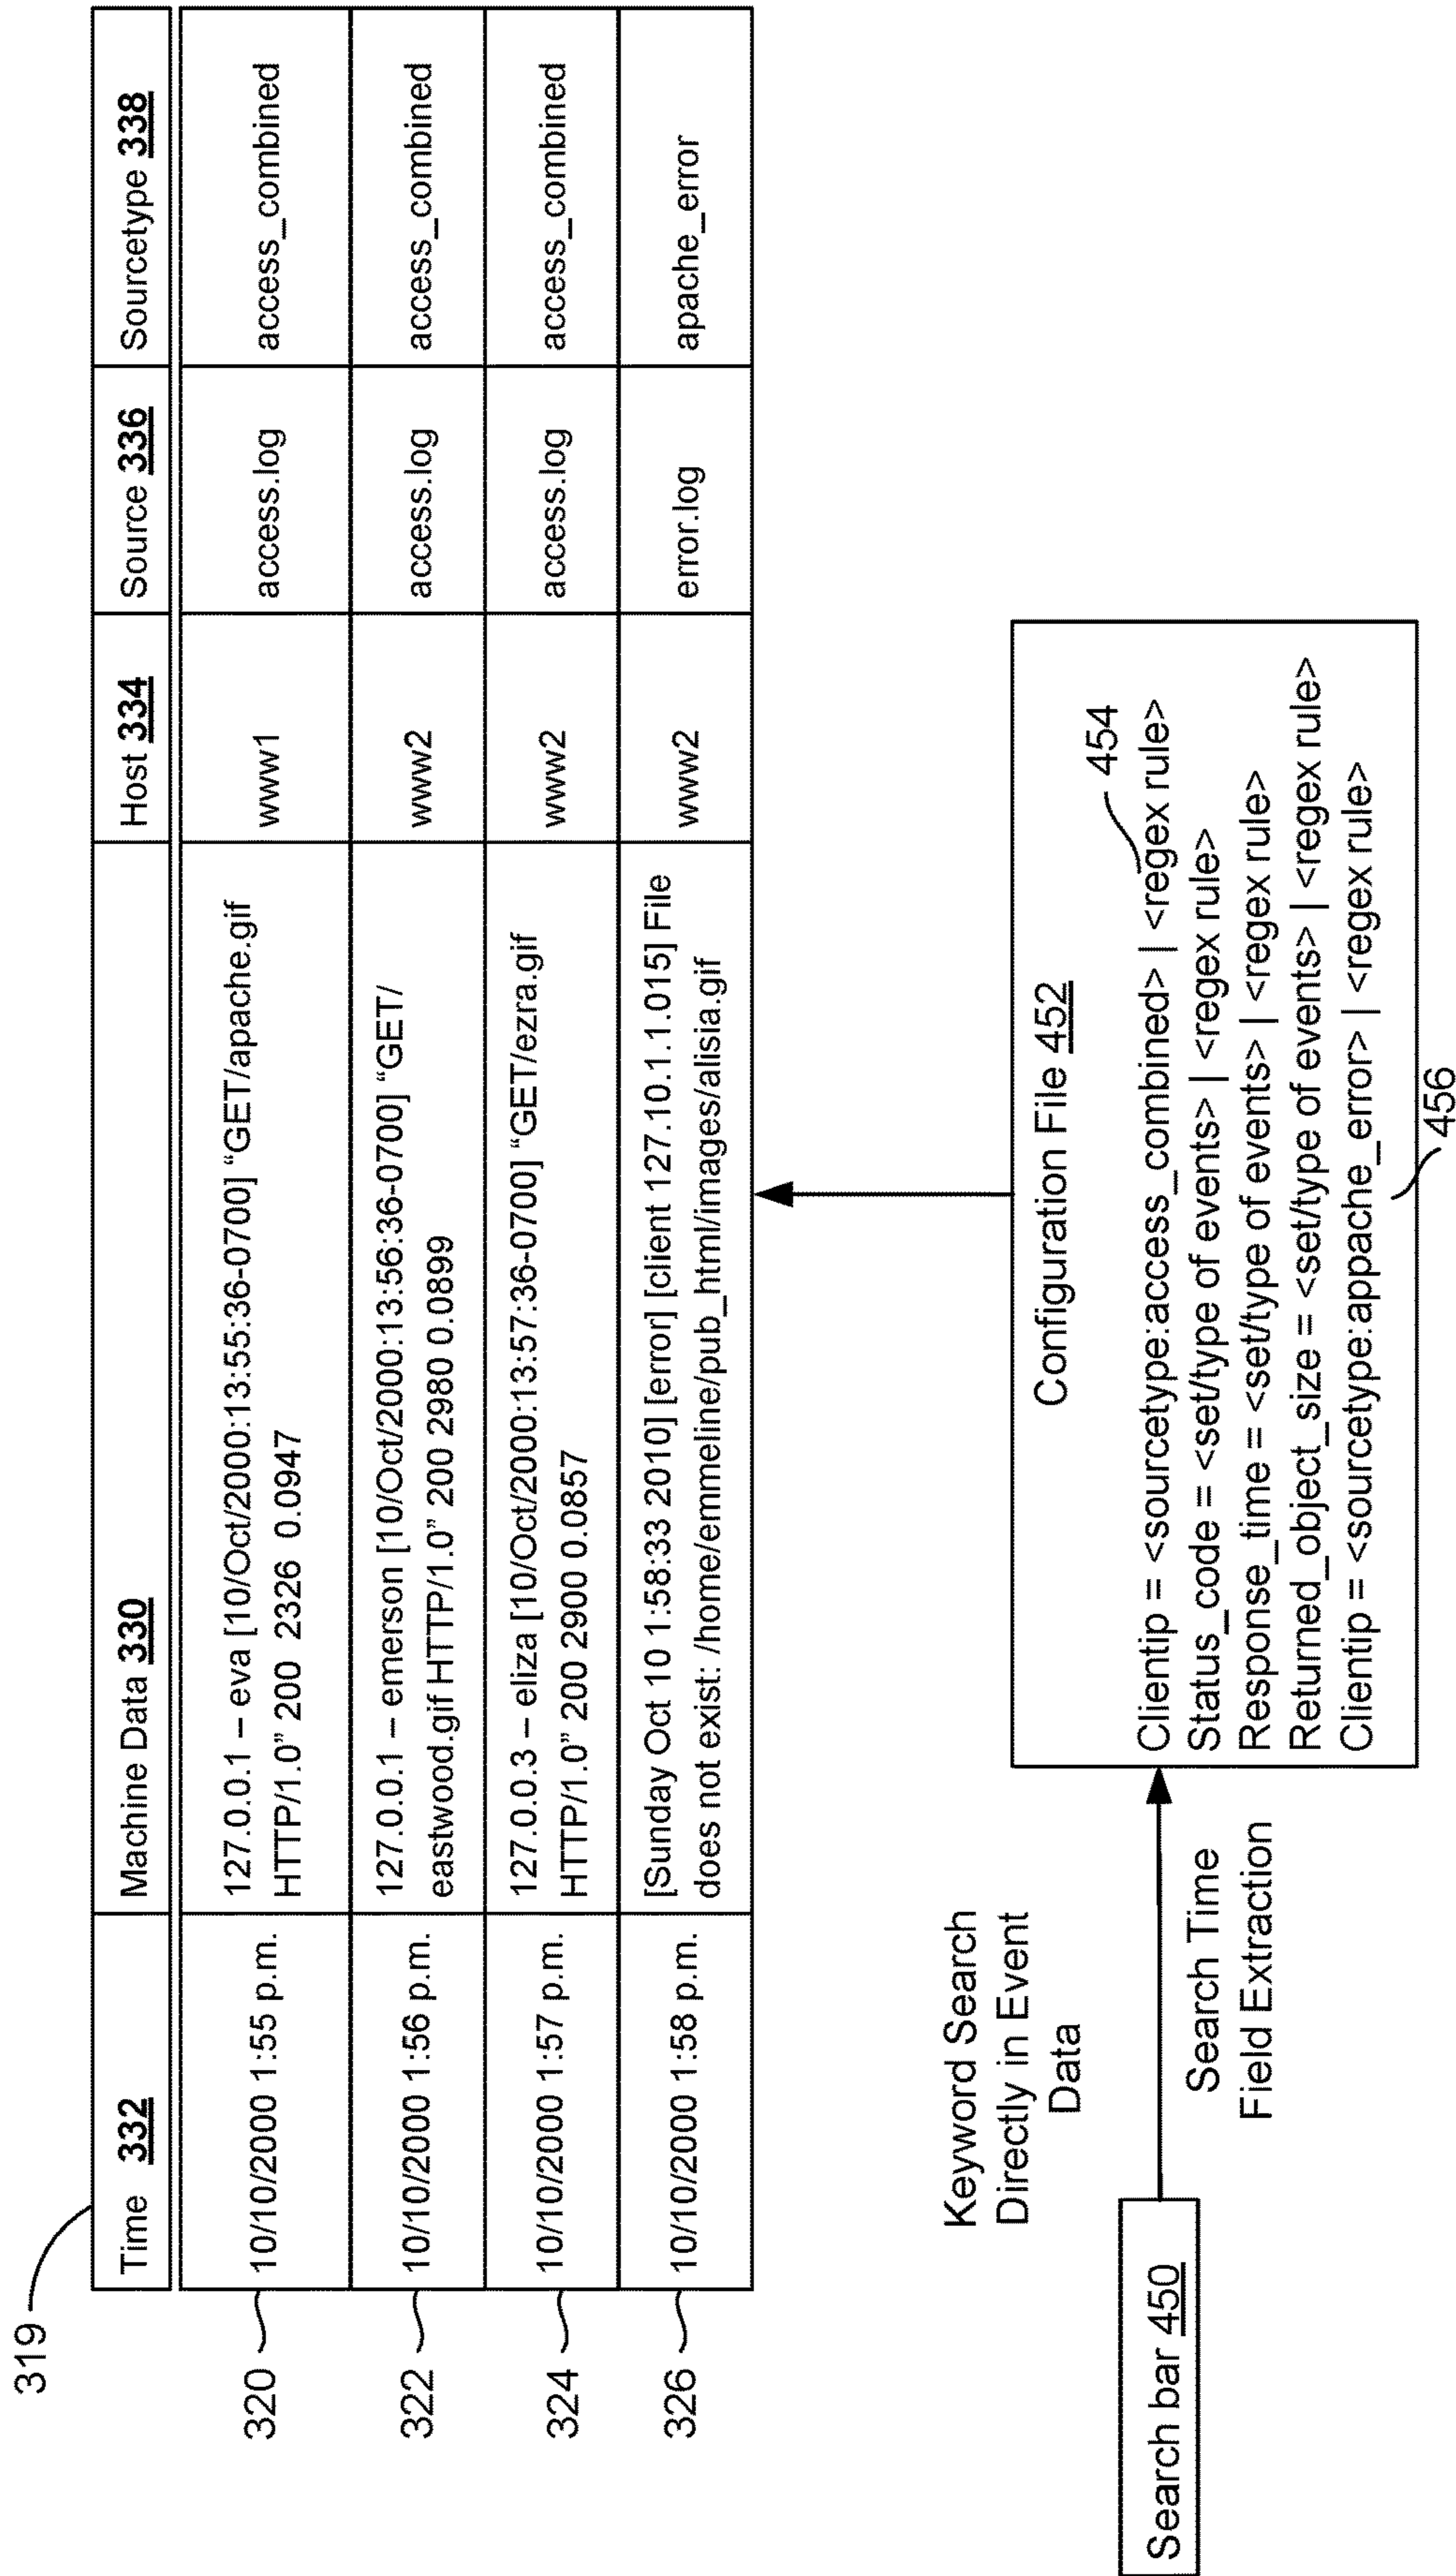 319
Time 332
Machine Data 330
Host 334
Source 336
Sourcetype 338
320
10/10/2000 1:55 p.m.
127.0.0.1 – eva [10/Oct/2000:13:55:36-0700] “GET/apache.gif
HTTP/1.0” 200 2326 0.0947
www1
access.log
access_combined
322
10/10/2000 1:56 p.m.
127.0.0.1 – emerson [10/Oct/2000:13:56:36-0700] “GET/
eastwood.gif HTTP/1.0” 200 2980 0.0899
www2
access.log
access_combined
324
10/10/2000 1:57 p.m.
127.0.0.3 – eliza [10/Oct/2000:13:57:36-0700] “GET/ezra.gif
HTTP/1.0” 200 2900 0.0857
www2
access.log
access_combined
326
10/10/2000 1:58 p.m.
[Sunday Oct 10 1:58:33 2010] [error] [client 127.10.1.1.015] File
does not exist: /home/emmeline/pub_html/images/alisia.gif
www2
error.log
apache_error
Keyword Search
Directly in Event
Data
Search bar 450
Search Time
Field Extraction
Configuration File 452
454
Clientip = <sourcetype:access_combined> | <regex rule>
Status_code = <set/type of events> | <regex rule>
Response_time = <set/type of events> | <regex rule>
Returned_object_size = <set/type of events> | <regex rule>
Clientip = <sourcetype:appache_error> | <regex rule>
456